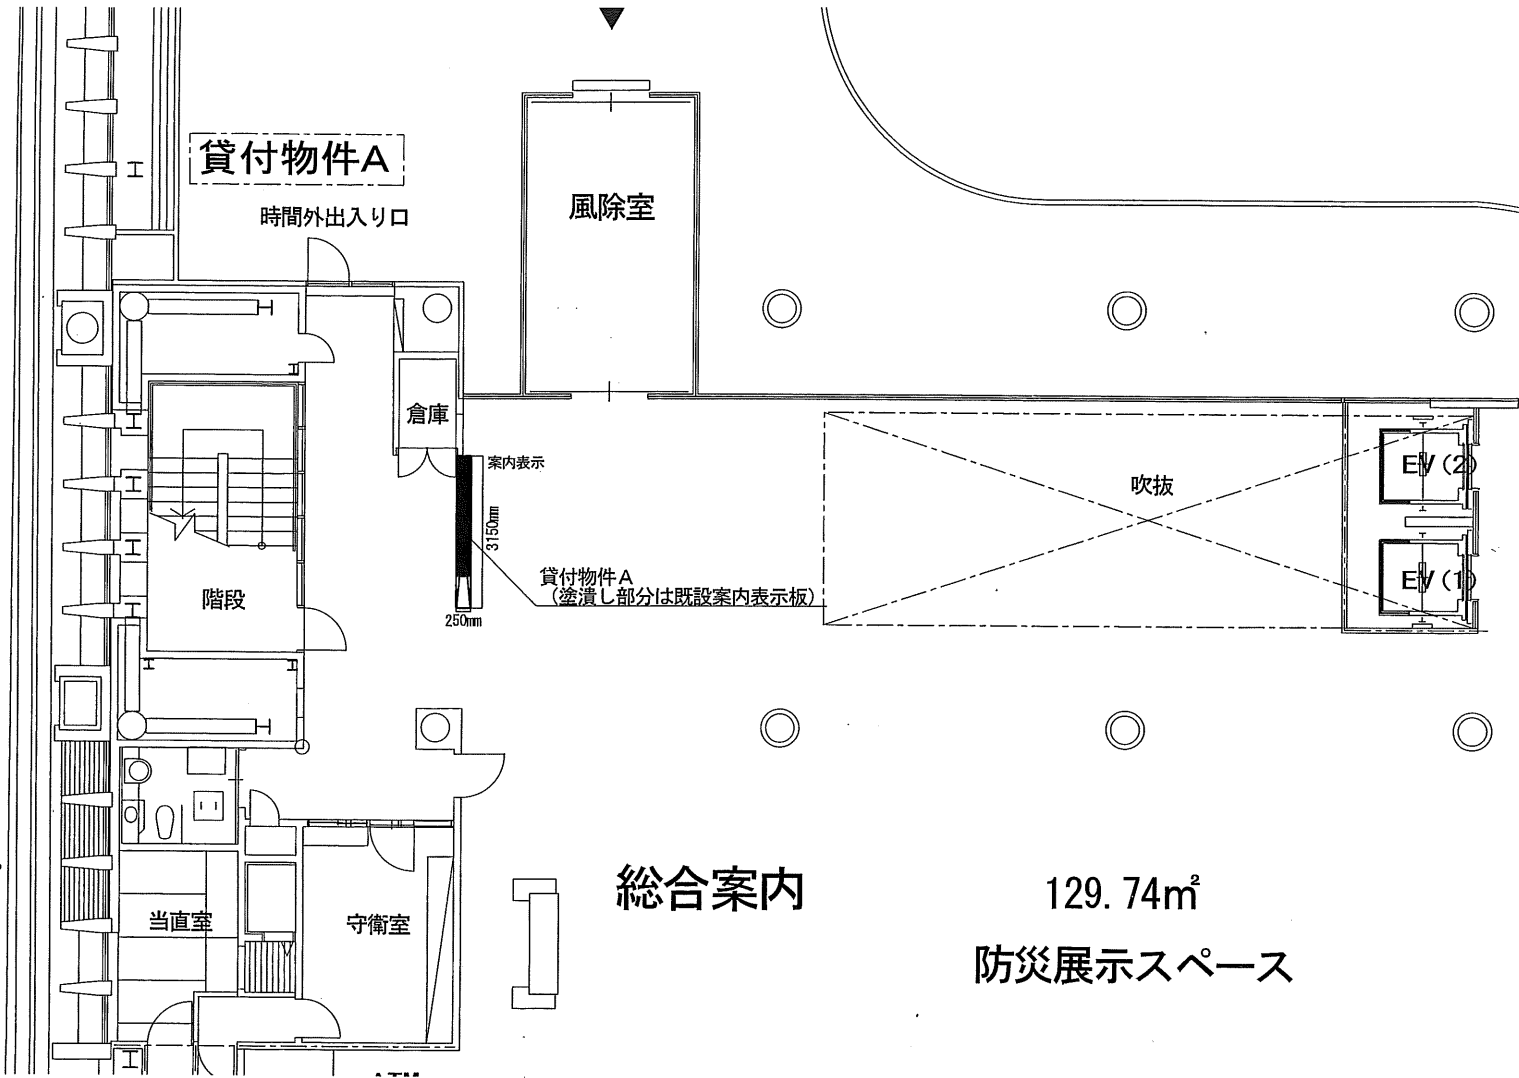 貸付物件A
時間外出入り口
風除室
倉庫
案内表示
EV(2)
吹抜
3150mm
貸付物件A
(塗潰し部分は既設案内表示板)
EV(1)
階段
250mm
総合案内
129.74㎡
当直室
守衛室
防災展示スペース